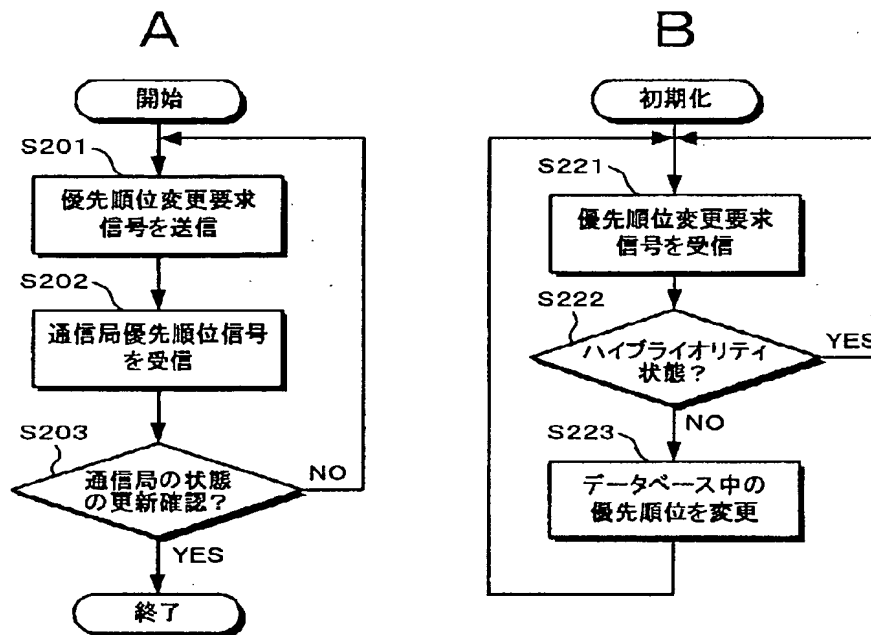 A
開始
S201
優先順位変更要求
信号を送信
S202
通信局優先順位信号
を受信
S203
通信局の状態
の更新確認?
NO
YES
終了
B
初期化
S221
優先順位変更要求
信号を受信
S222
ハイプライオリティ
状態?
YES
NO
S223
データベース中の
優先順位を変更